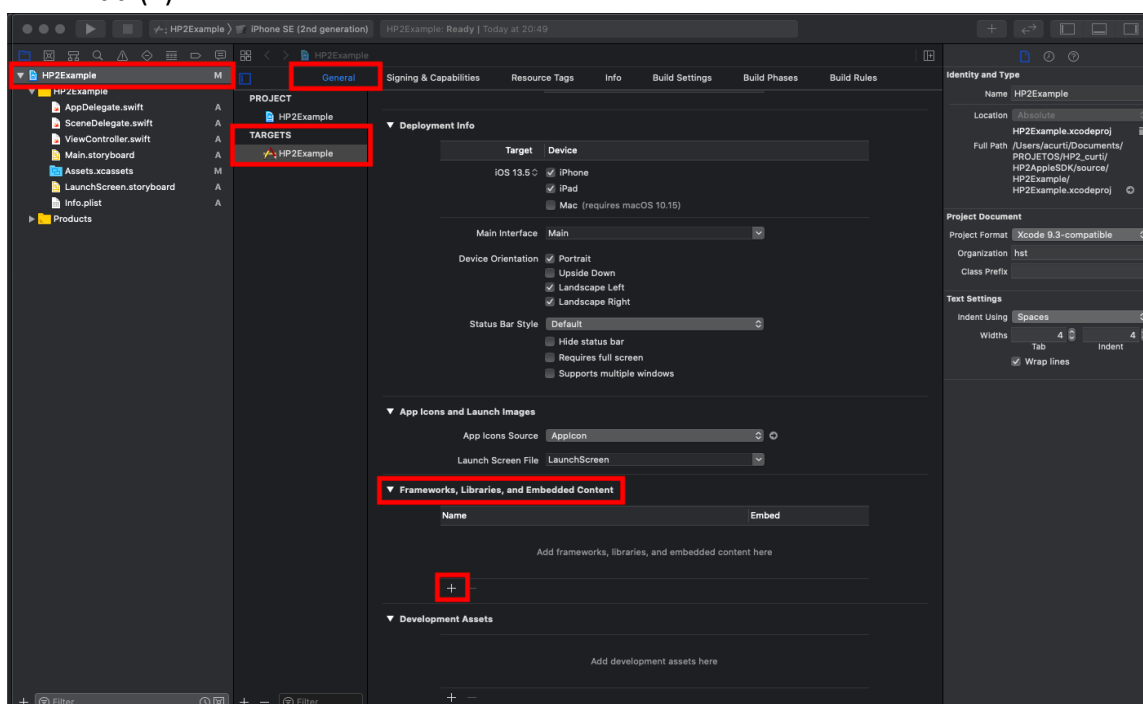 HP2Example
iPhone SE (2nd generation)
HP2Example: Ready | Today at 20:49
HP2Example
HP2Example M
HP2Example
AppDelegate.swift A
SceneDelegate.swift A
ViewController.swift A
Main.storyboard A
Assets.xcassets M
LaunchScreen.storyboard A
Info.plist A
Products
Filter
General
Signing & Capabilities
Resource Tags
Info
Build Settings
Build Phases
Build Rules
PROJECT
HP2Example
TARGETS
HP2Example
Filter
Deployment Info
Target Device
iOS 13.5 iPhone
iPad
Mac (requires macOS 10.15)
Main Interface Main
Device Orientation Portrait
Upside Down
Landscape Left
Landscape Right
Status Bar Style Default
Hide status bar
Requires full screen
Supports multiple windows
App Icons and Launch Images
App Icons Source AppIcon
Launch Screen File LaunchScreen
Frameworks, Libraries, and Embedded Content
Name Embed
Add frameworks, libraries, and embedded content here
Development Assets
Add development assets here
Identity and Type
Name HP2Example
Location Absolute
HP2Example.xcodeproj
Full Path /Users/acurti/Documents/
PROJETOS/HP2_curti/
HP2AppleSDK/source/
HP2Example/
HP2Example.xcodeproj
Project Document
Project Format Xcode 9.3-compatible
Organization hst
Class Prefix
Text Settings
Indent Using Spaces
Widths 4 4
Tab Indent
Wrap lines